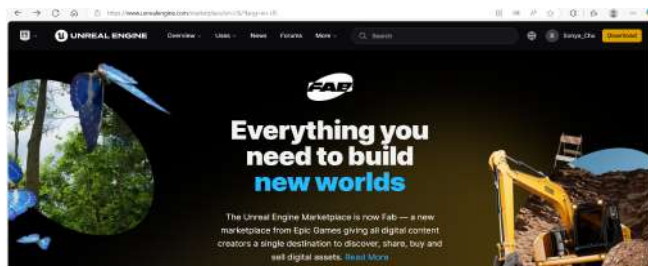 UNREAL ENGINE
Overview
Uses
News
Forums
More
Search
Sonya_Cha
Download
FAB
Everything you
need to build
new worlds
The Unreal Engine Marketplace is now Fab — a new
marketplace from Epic Games giving all digital content
creators a single destination to discover, share, buy and
sell digital assets. Read More